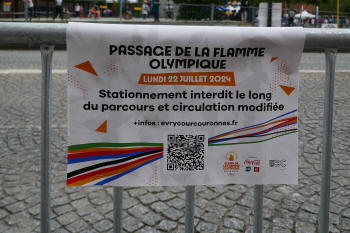 PASSAGE DE LA FLAMME
OLYMPIQUE
LUNDI 22 JUILLET 2024
Stationnement interdit le long
du parcours et circulation modifiée
+infos : evrycourcouronnes.fr